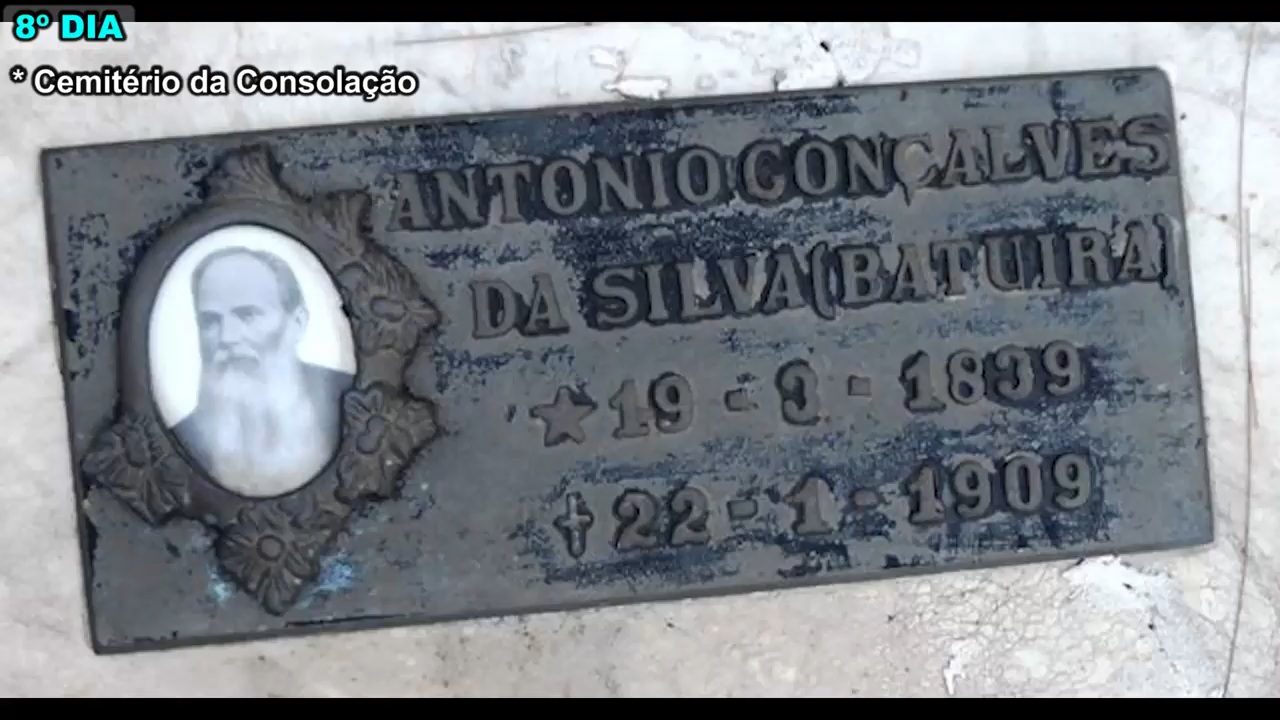 8º DIA
* Cemitério da Consolação
ANTONIO GONÇALVES
DA SILVA (BATUIRA)
★ 19 - 3 - 1839
✝ 22 - 1 - 1909